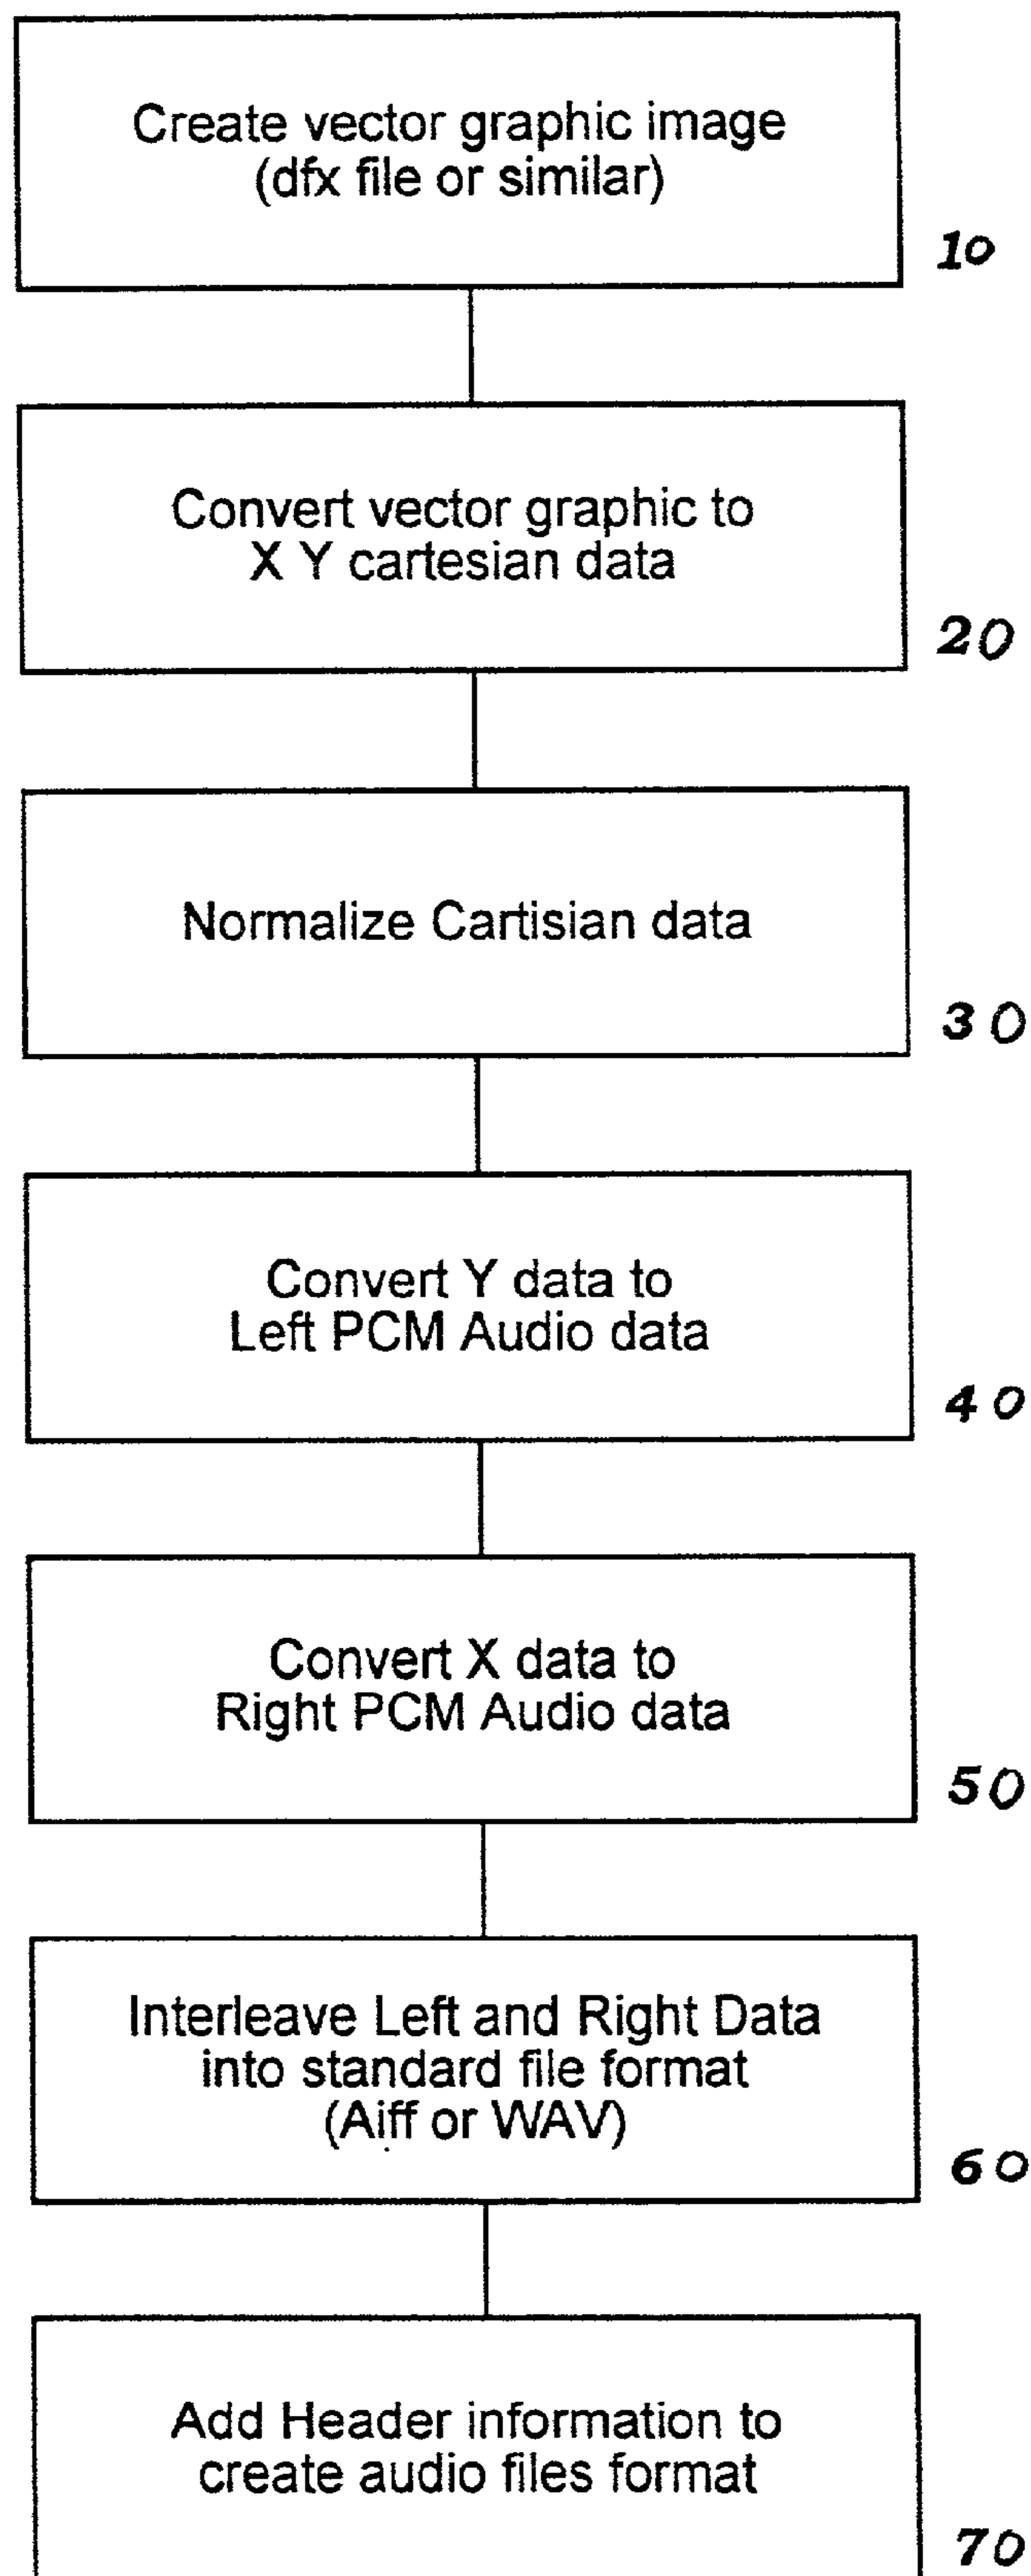 Create vector graphic image
(dfx file or similar)
10
Convert vector graphic to
X Y cartesian data
20
Normalize Cartisian data
30
Convert Y data to
Left PCM Audio data
40
Convert X data to
Right PCM Audio data
50
Interleave Left and Right Data
into standard file format
(Aiff or WAV)
60
Add Header information to
create audio files format
70